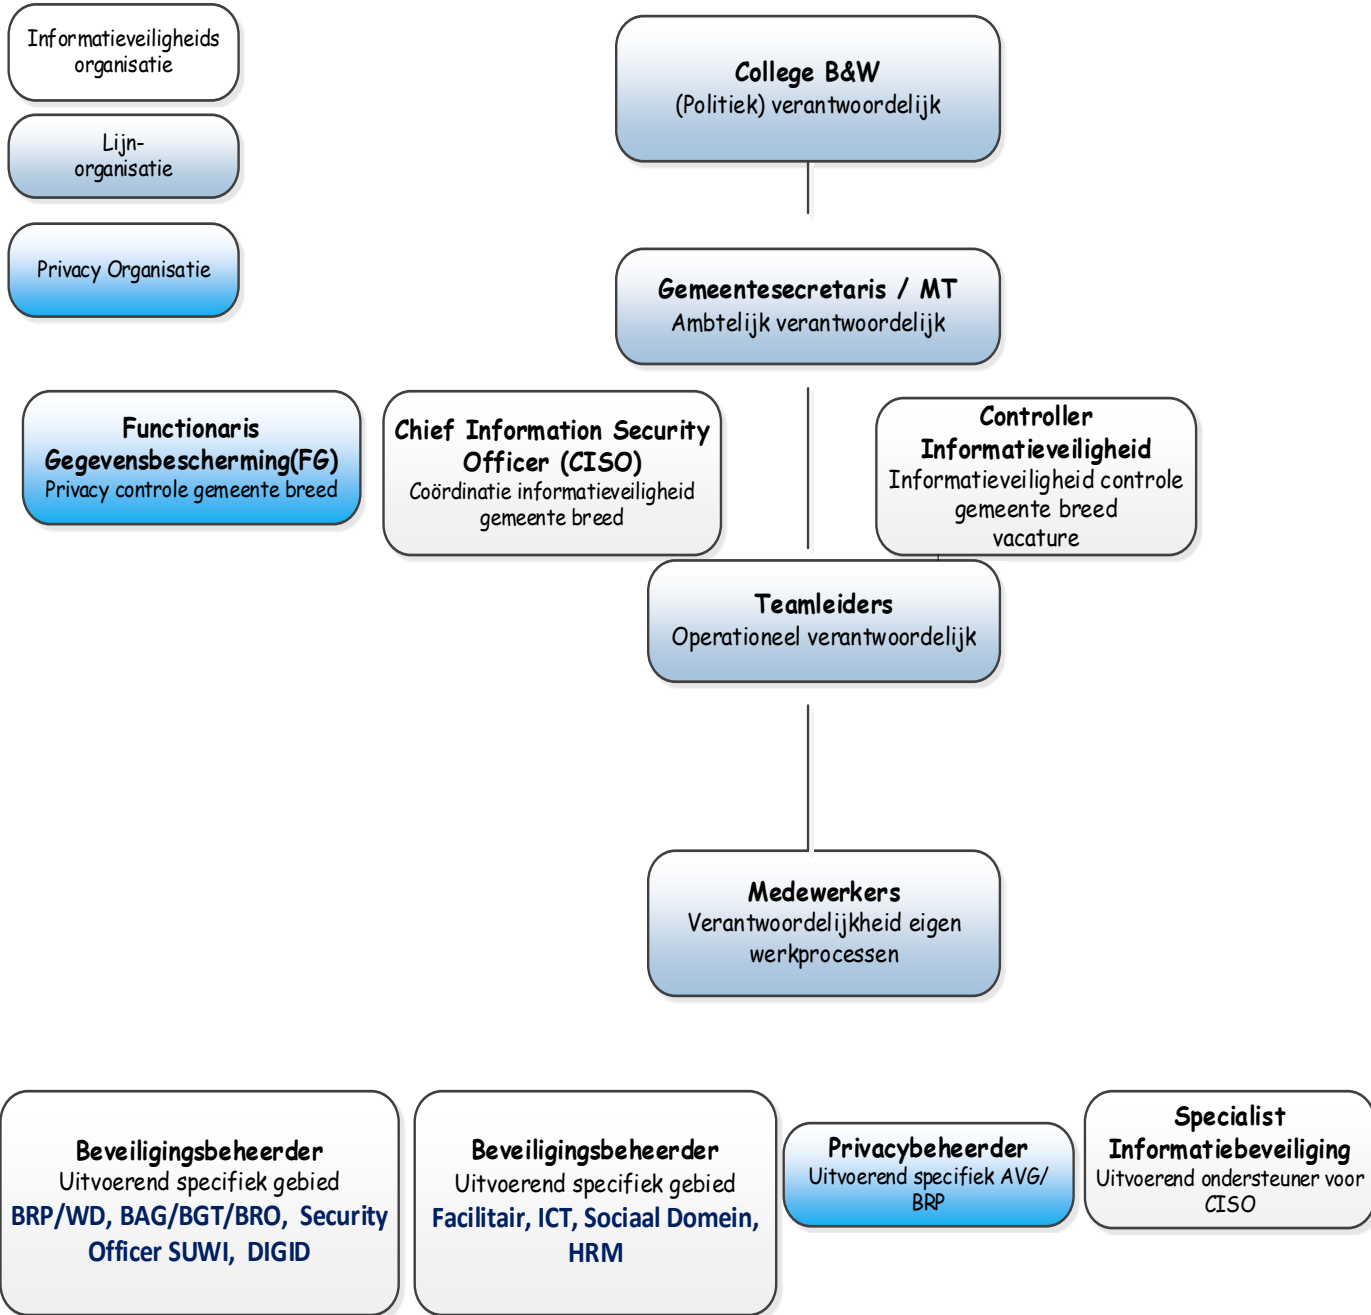 Informatieveiligheids
organisatie
Lijn-
organisatie
Privacy Organisatie
College B&W
(Politiek) verantwoordelijk
Gemeentesecretaris / MT
Ambtelijk verantwoordelijk
Functionaris
Gegevensbescherming(FG)
Privacy controle gemeente breed
Chief Information Security
Officer (CISO)
Coördinatie informatieveiligheid
gemeente breed
Controller
Informatieveiligheid
Informatieveiligheid controle
gemeente breed
vacature
Teamleiders
Operationeel verantwoordelijk
Medewerkers
Verantwoordelijkheid eigen
werkprocessen
Beveiligingsbeheerder
Uitvoerend specifiek gebied
BRP/WD, BAG/BGT/BRO, Security
Officer SUWI, DIGID
Beveiligingsbeheerder
Uitvoerend specifiek gebied
Facilitair, ICT, Sociaal Domein,
HRM
Privacybeheerder
Uitvoerend specifiek AVG/
BRP
Specialist
Informatiebeveiliging
Uitvoerend ondersteuner voor
CISO